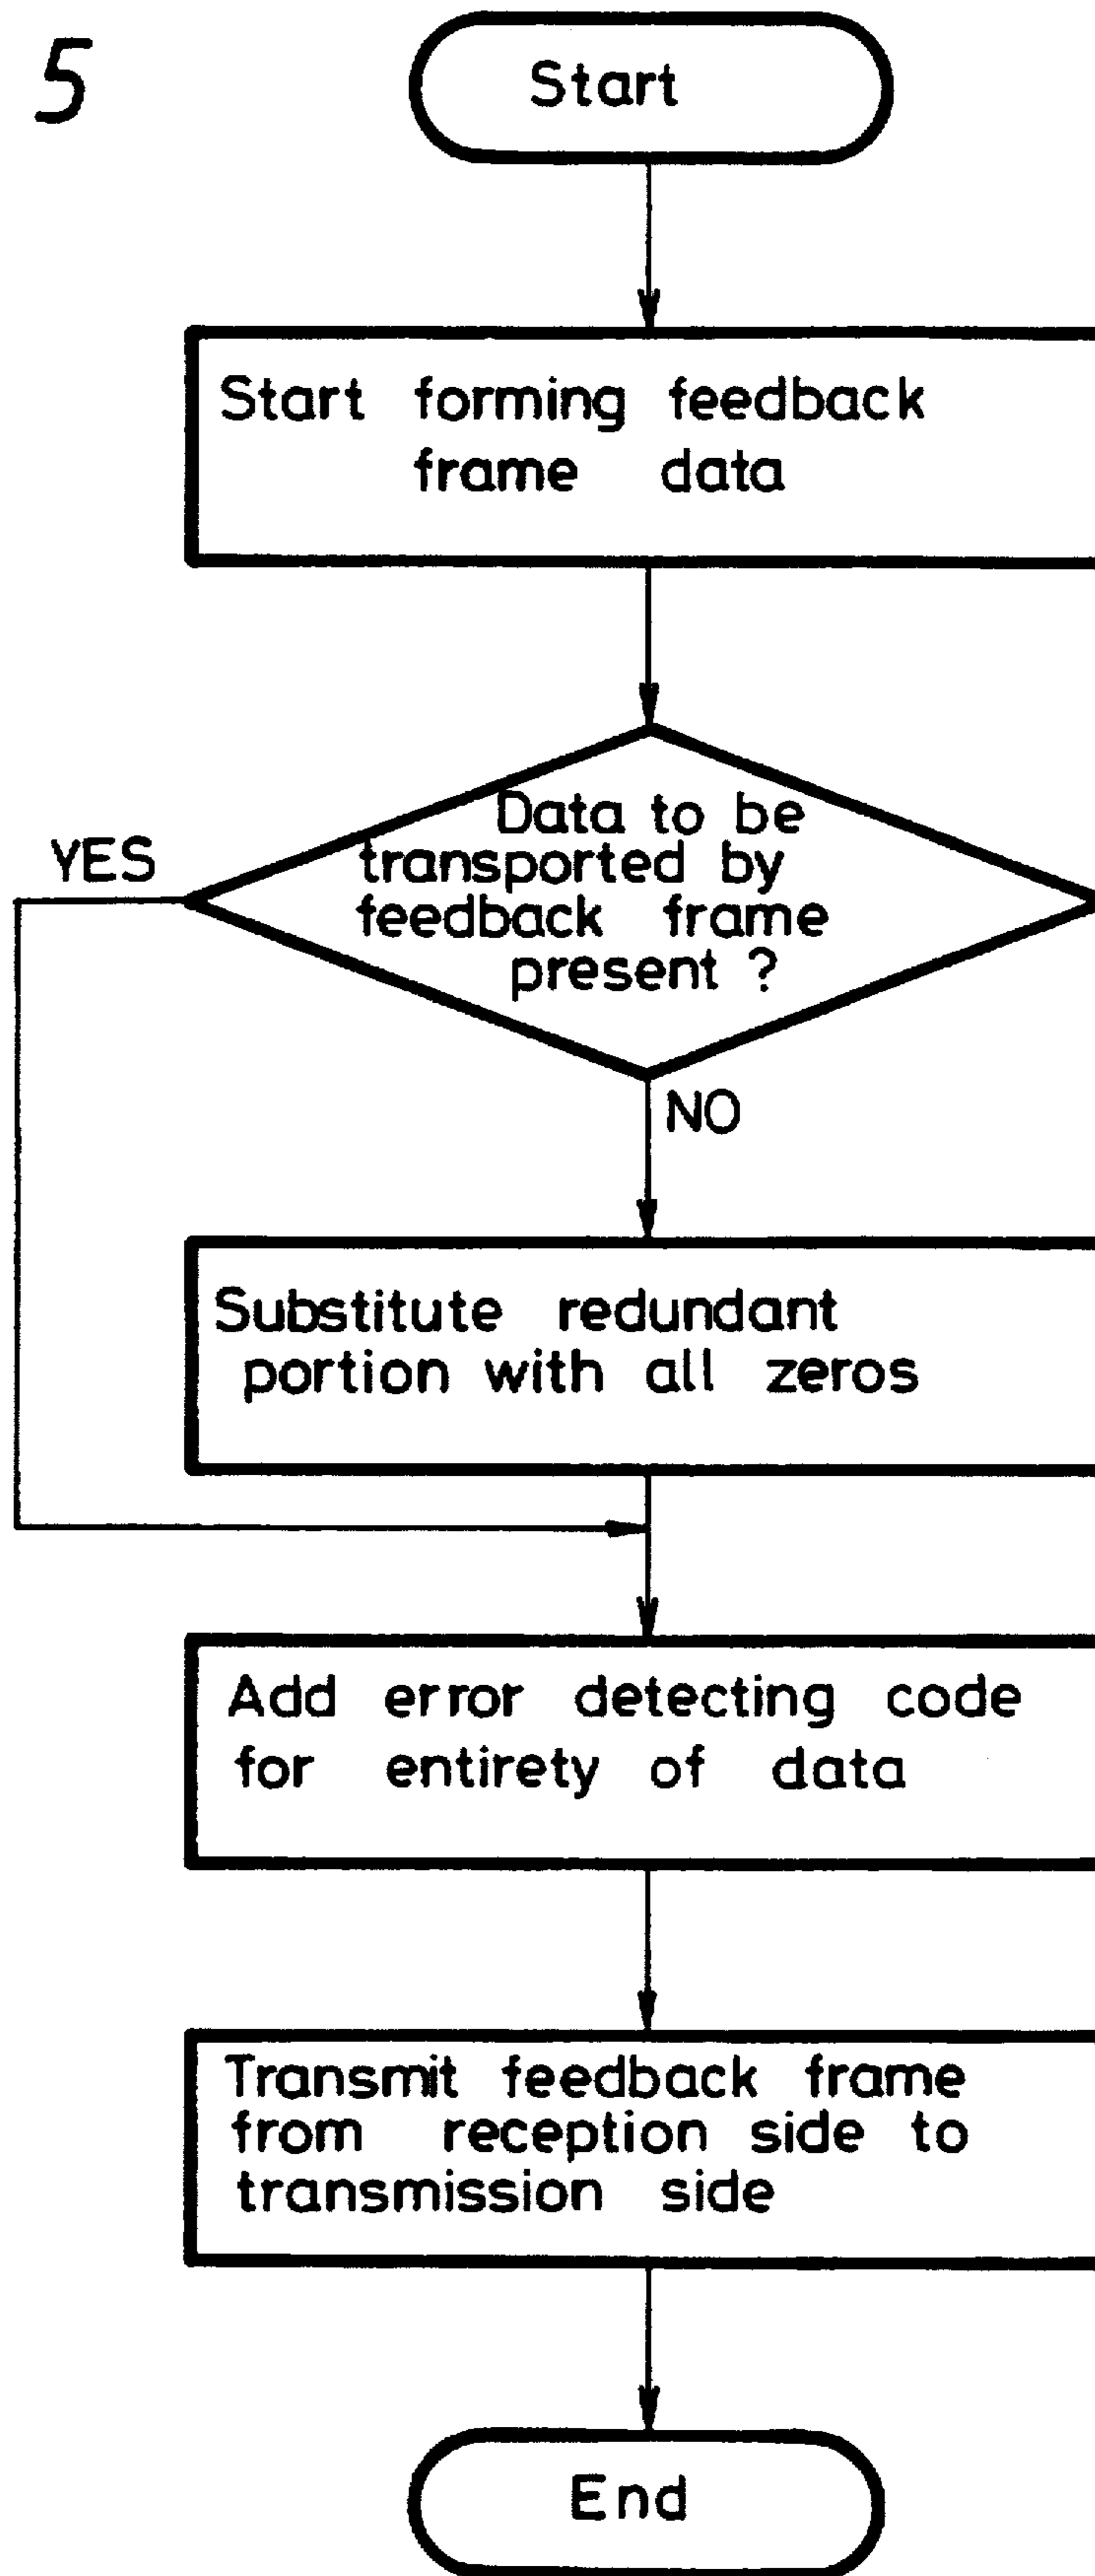 5
Start
Start forming feedback
frame data
Data to be
transported by
feedback frame
present ?
YES
NO
Substitute redundant
portion with all zeros
Add error detecting code
for entirety of data
Transmit feedback frame
from reception side to
transmission side
End